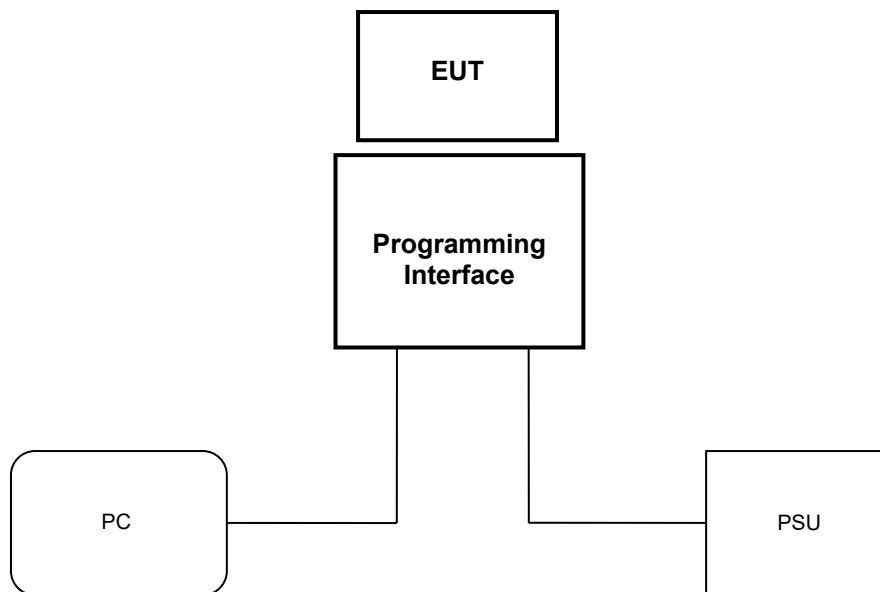 EUT
Programming
Interface
PC
PSU